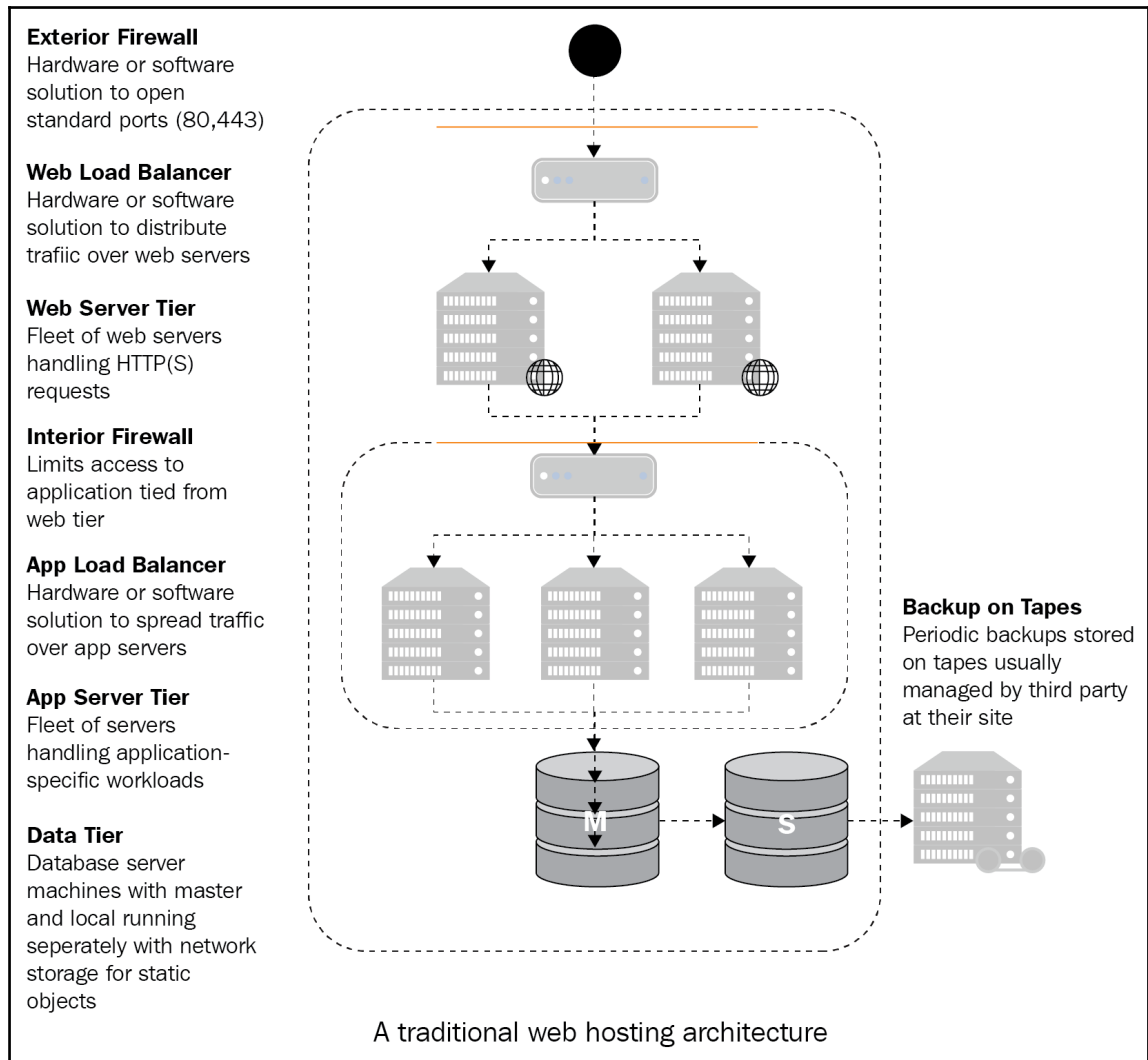 Exterior Firewall
Hardware or software
solution to open
standard ports (80,443)
Web Load Balancer
Hardware or software
solution to distribute
trafiic over web servers
Web Server Tier
Fleet of web servers
handling HTTP(S)
requests
Interior Firewall
Limits access to
application tied from
web tier
App Load Balancer
Hardware or software
solution to spread traffic
over app servers
App Server Tier
Fleet of servers
handling application-
specific workloads
Data Tier
Database server
machines with master
and local running
seperately with network
storage for static
objects
M
S
Backup on Tapes
Periodic backups stored
on tapes usually
managed by third party
at their site
A traditional web hosting architecture